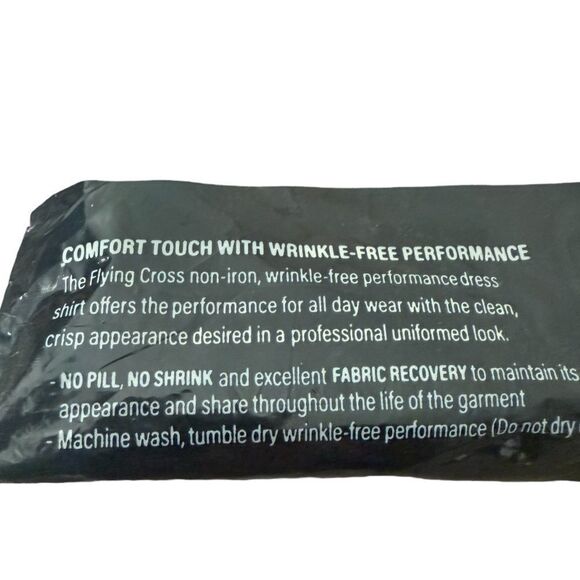 COMFORT TOUCH WITH WRINKLE-FREE PERFORMANCE
The Flying Cross non-iron, wrinkle-free performance dress
shirt offers the performance for all day wear with the clean,
crisp appearance desired in a professional uniformed look.
- NO PILL, NO SHRINK and excellent FABRIC RECOVERY to maintain its
appearance and share throughout the life of the garment
- Machine wash, tumble dry wrinkle-free performance (Do not dry